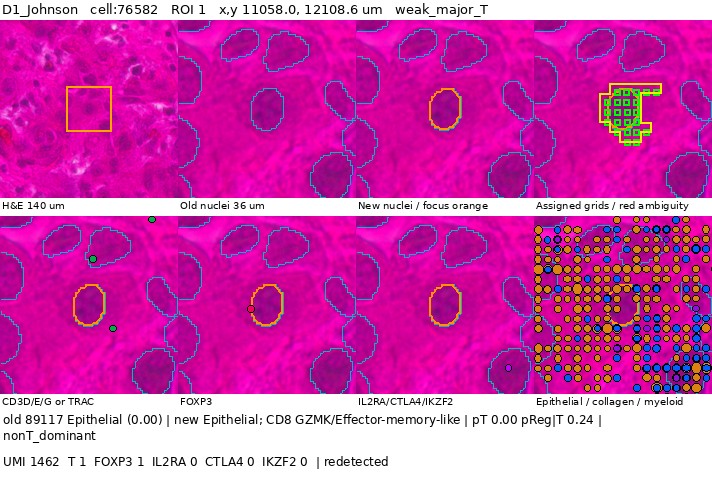 D1_Johnson cell:76582 ROI 1 x,y 11058.0, 12108.6 um weak_major_T
H&E 140 um
Old nuclei 36 um
New nuclei / focus orange
Assigned grids / red ambiguity
CD3D/E/G or TRAC
FOXP3
IL2RA/CTLA4/IKZF2
Epithelial / collagen / myeloid
old 89117 Epithelial (0.00) | new Epithelial; CD8 GZMK/Effector-memory-like | pT 0.00 pReg|T 0.24 |
nonT_dominant
UMI 1462 T 1 FOXP3 1 IL2RA 0 CTLA4 0 IKZF2 0 | redetected